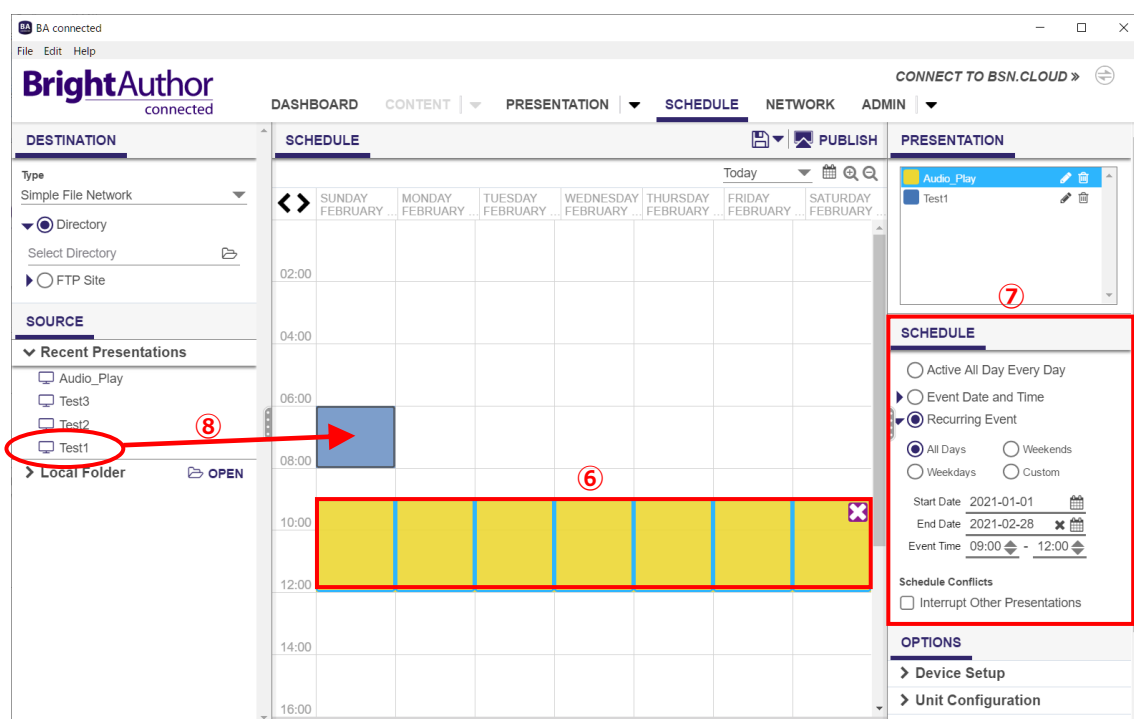 BA connected
File Edit Help
BrightAuthor
connected
CONNECT TO BSN.CLOUD »
DASHBOARD CONTENT PRESENTATION SCHEDULE NETWORK ADMIN
DESTINATION
Type
Simple File Network
Directory
Select Directory
FTP Site
SOURCE
Recent Presentations
Audio_Play
Test3
Test2
Test1
⑧
Local Folder OPEN
SCHEDULE PUBLISH
Today
SUNDAY MONDAY TUESDAY WEDNESDAY THURSDAY FRIDAY SATURDAY
FEBRUARY ... FEBRUARY ... FEBRUARY ... FEBRUARY ... FEBRUARY ... FEBRUARY ... FEBRUARY ...
02:00
04:00
06:00
08:00
⑥
10:00
12:00
14:00
16:00
PRESENTATION
Audio_Play
Test1
⑦
SCHEDULE
Active All Day Every Day
Event Date and Time
Recurring Event
All Days Weekends
Weekdays Custom
Start Date 2021-01-01
End Date 2021-02-28
Event Time 09:00 - 12:00
Schedule Conflicts
Interrupt Other Presentations
OPTIONS
Device Setup
Unit Configuration